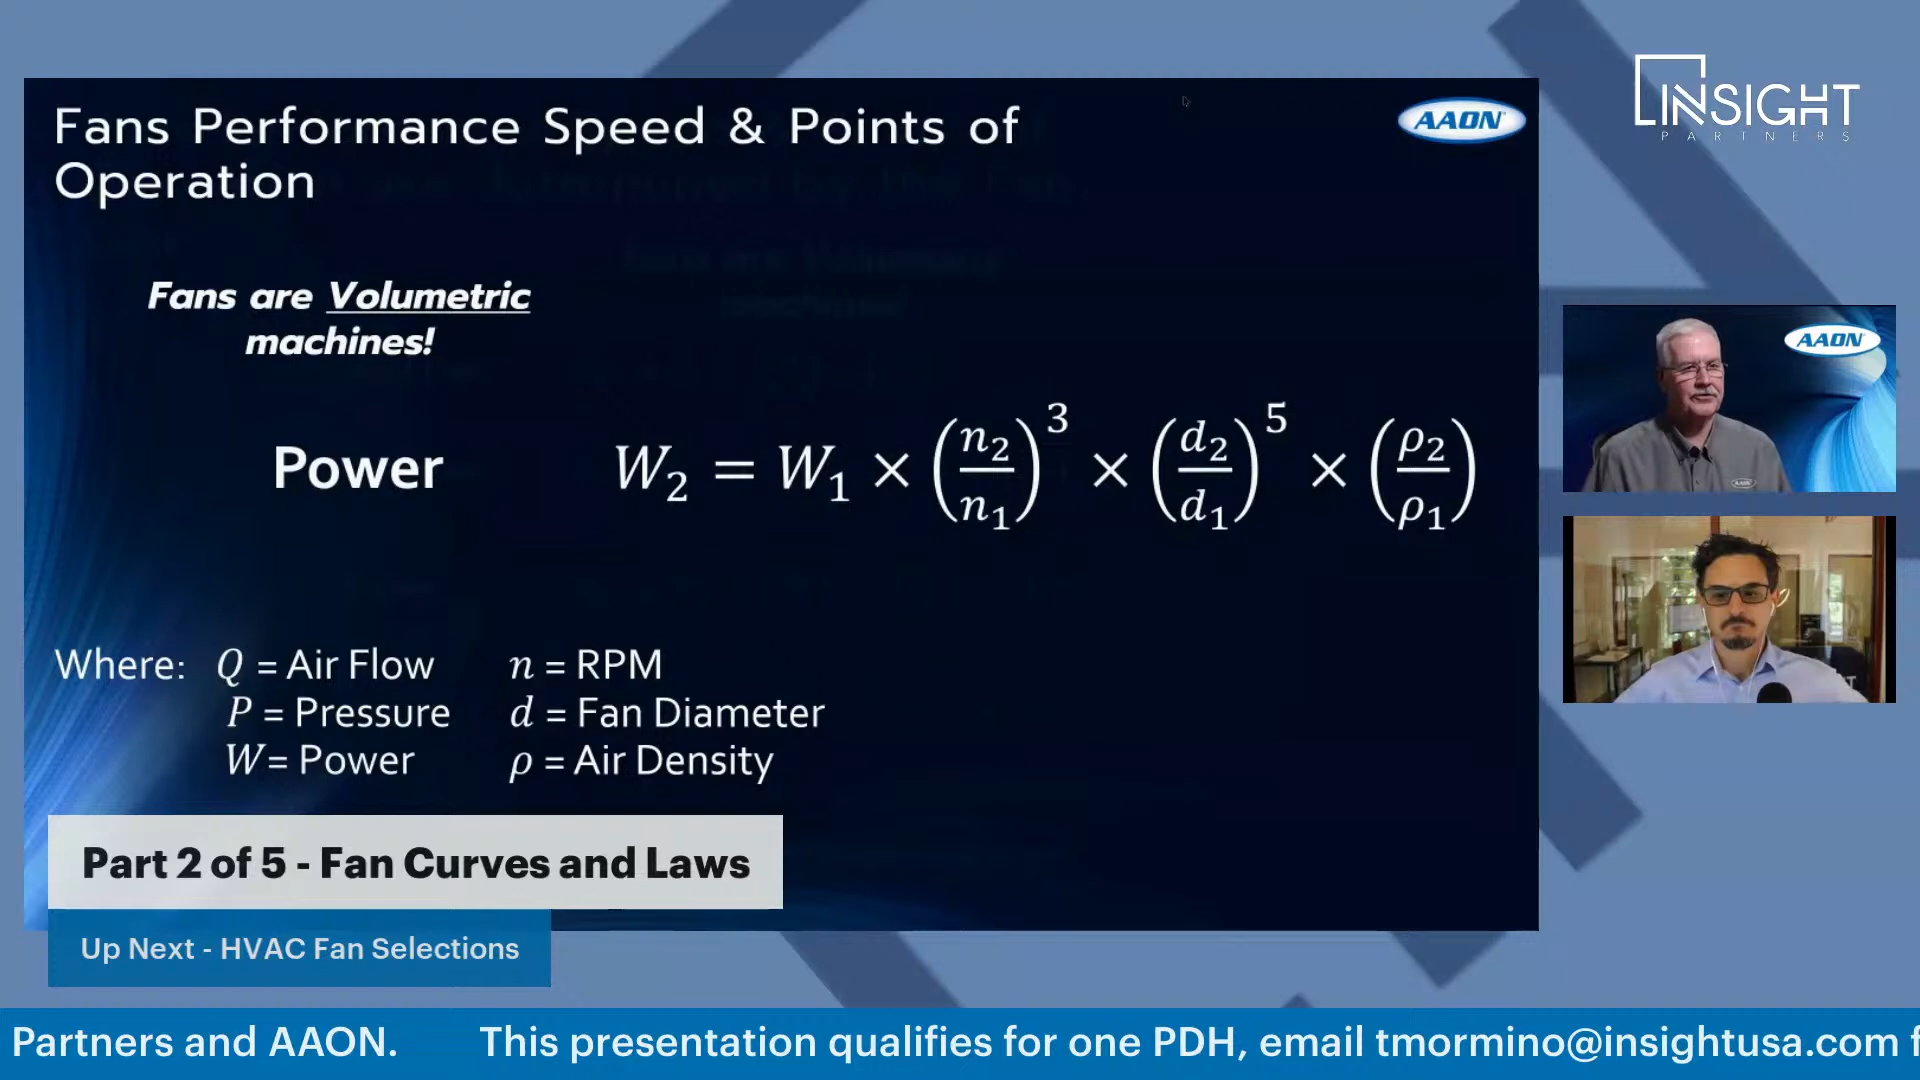 Fans Performance Speed & Points of
Operation
AAON
INSIGHT
PARTNERS
Fans are Volumetric
machines!
Power
W₂ = W₁ × (n₂/n₁)³ × (d₂/d₁)⁵ × (ρ₂/ρ₁)
AAON
Where: Q = Air Flow n = RPM
P = Pressure d = Fan Diameter
W= Power ρ = Air Density
Part 2 of 5 - Fan Curves and Laws
Up Next - HVAC Fan Selections
Partners and AAON. This presentation qualifies for one PDH, email tmormino@insightusa.com f